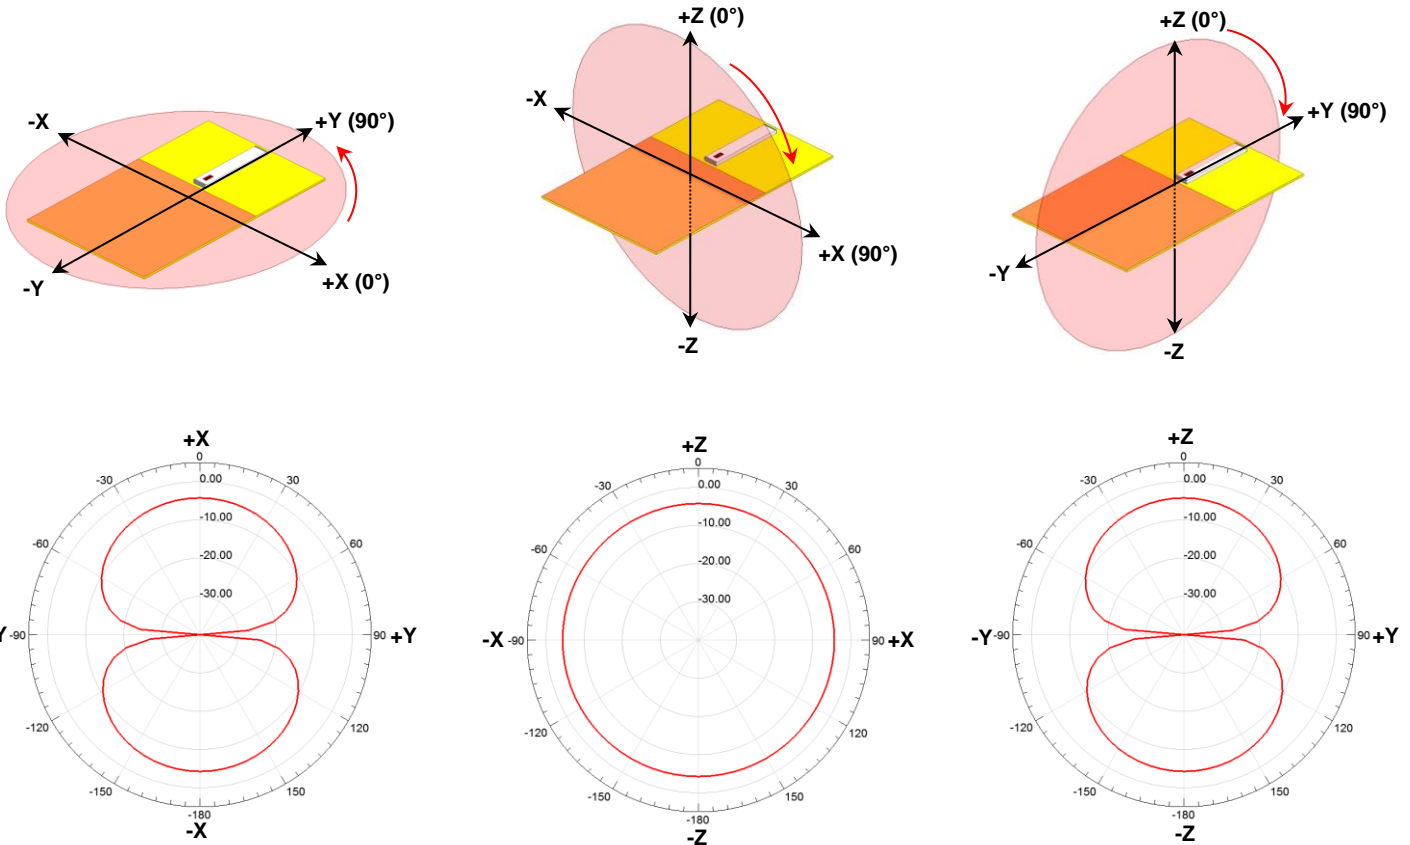 +Z (0°)
+Z (0°)
-X
+Y (90°)
-X
+Y (90°)
-Y
+X (0°)
+X (90°)
-Y
-Z
-Z
+X
0
-30
0.00
30
-10.00
-60
60
-20.00
-30.00
Y -90
90 +Y
-120
120
-150
150
-180
-X
+Z
0
-30
0.00
30
-10.00
-60
60
-20.00
-30.00
-X -90
90 +X
-120
120
-150
150
-180
-Z
+Z
0
-30
0.00
30
-10.00
-60
60
-20.00
-30.00
-Y -90
90 +Y
-120
120
-150
150
-180
-Z